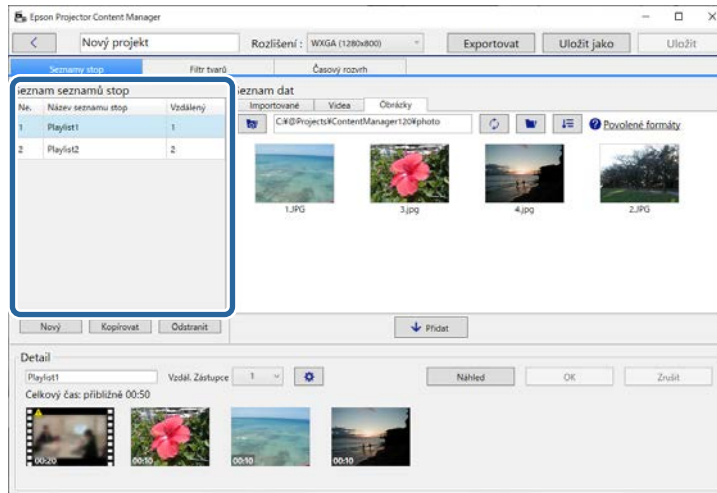 Epson Projector Content Manager
Nový projekt Rozlišení : WXGA (1280x800) Exportovat Uložit jako Uložit
Seznamy stop Filtr tvarů Časový rozvrh
Seznam seznamů stop
Ne. Název seznamu stop Vzdálený
1 Playlist1 1
2 Playlist2 2
Nový Kopírovat Odstranit
Seznam dat
Importované Videa Obrázky
C:¥@Projects¥ContentManager120¥photo Povolené formáty
1.JPG 3.jpg 4.jpg 2.JPG
Přidat
Detail
Playlist1 Vzdál. Zástupce 1 Náhled OK Zrušit
Celkový čas: přibližně 00:50
00:20 00:10 00:10 00:10